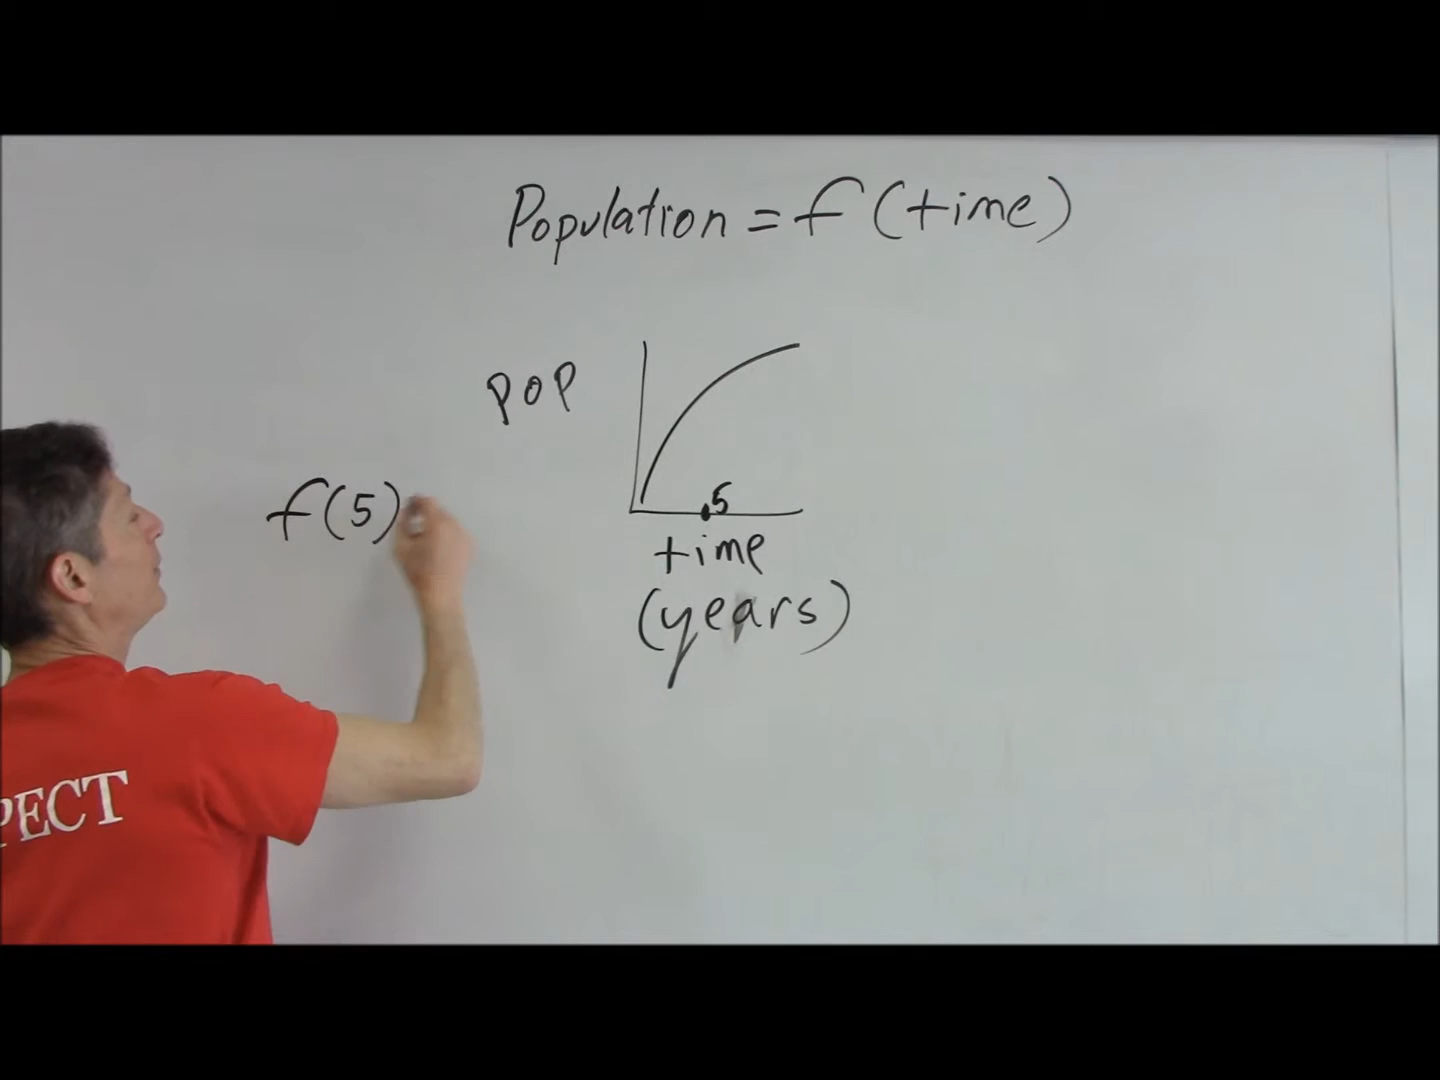 Population = f(time)
POP
f(5)
5
time
(years)
PECT